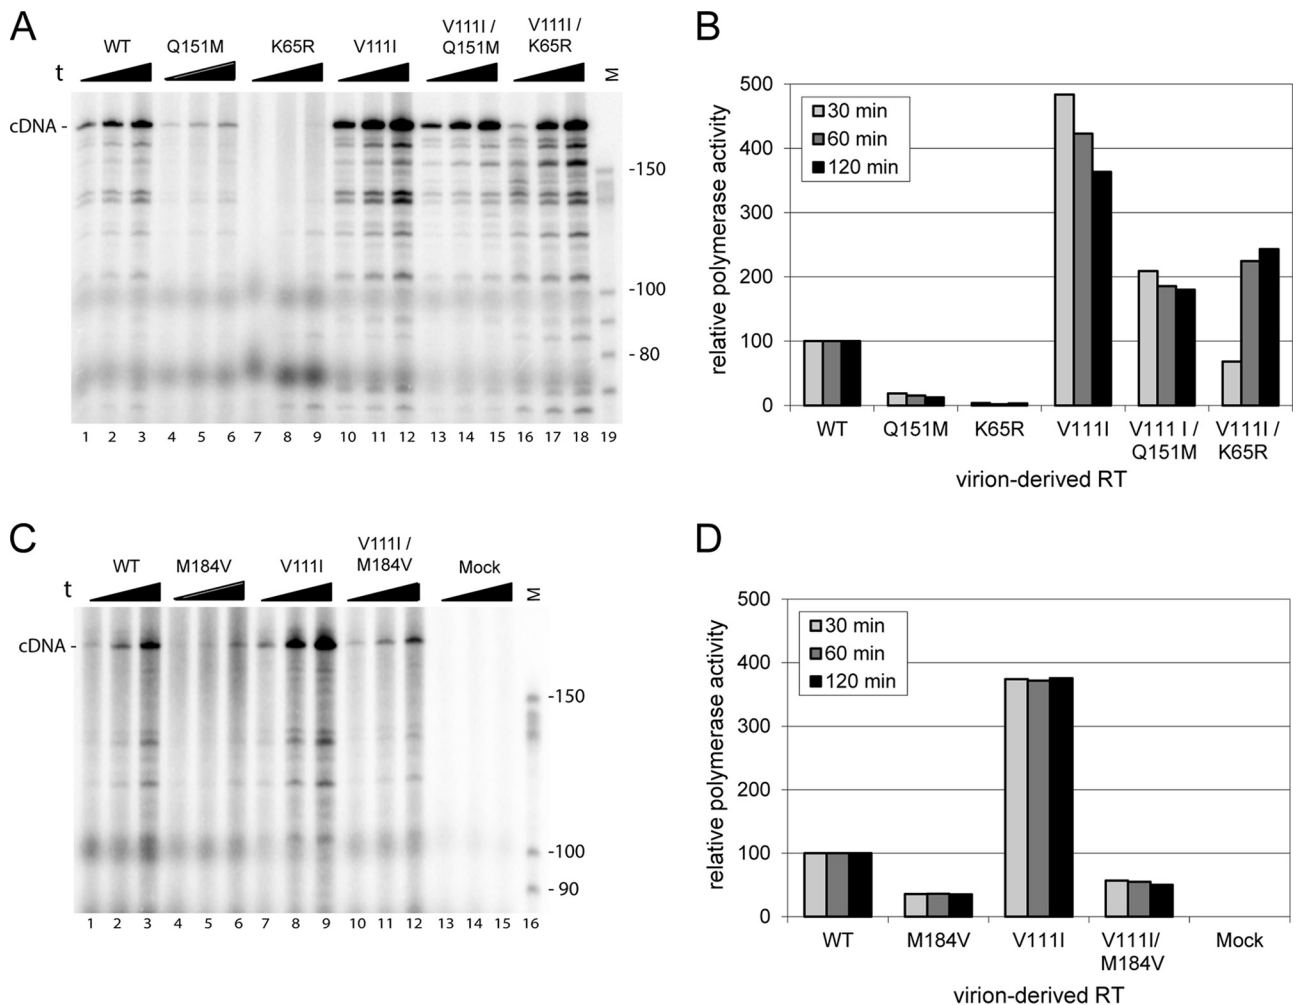 A
WT Q151M K65R V111I V111I / Q151M V111I / K65R M
t
cDNA -
-150
-100
- 80
1 2 3 4 5 6 7 8 9 10 11 12 13 14 15 16 17 18 19
B
500
400
300
200
100
0
relative polymerase activity
30 min
60 min
120 min
WT Q151M K65R V111I V111 I / Q151M V111I / K65R
virion-derived RT
C
WT M184V V111I V111I / M184V Mock M
t
cDNA -
-150
-100
- 90
1 2 3 4 5 6 7 8 9 10 11 12 13 14 15 16
D
500
400
300
200
100
0
relative polymerase activity
30 min
60 min
120 min
WT M184V V111I V111I/ M184V Mock
virion-derived RT